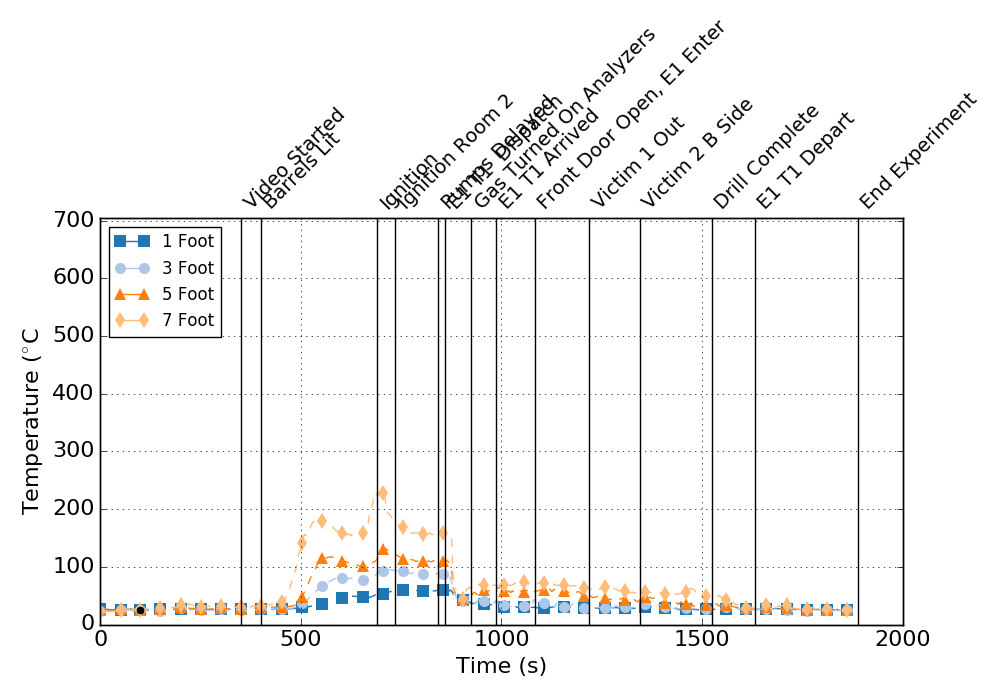 Video Started
Barrels Lit
Ignition
Ignition Room 2
Pumps Delayed
E1 T1 Dispatch
Gas Turned On Analyzers
E1 T1 Arrived
Front Door Open, E1 Enter
Victim 1 Out
Victim 2 B Side
Drill Complete
E1 T1 Depart
End Experiment
700
600
500
400
300
200
100
0
Temperature (°C
1 Foot
3 Foot
5 Foot
7 Foot
0
500
1000
1500
2000
Time (s)